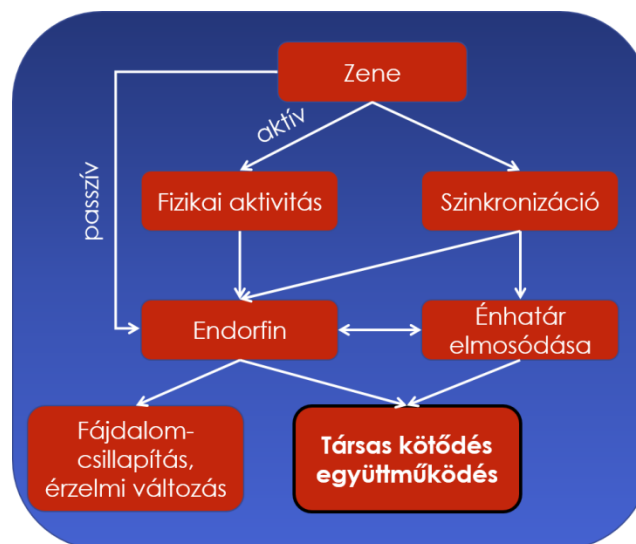 Zene
aktív
passzív
Fizikai aktivitás
Szinkronizáció
Endorfin
Énhatár
elmosódása
Fájdalom-
csillapítás,
érzelmi változás
Társas kötődés
együttműködés